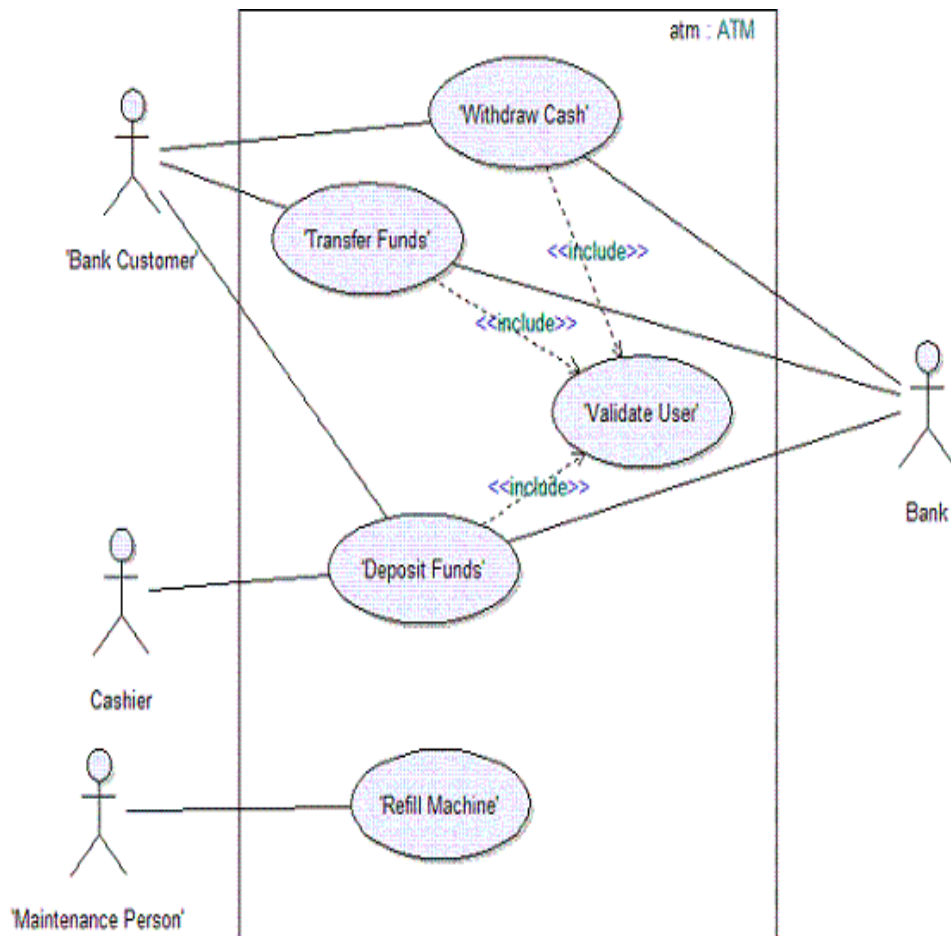 atm : ATM
'Withdraw Cash'
'Transfer Funds'
'Bank Customer'
<<include>>
<<include>>
'Validate User'
<<include>>
Bank
'Deposit Funds'
Cashier
'Refill Machine'
'Maintenance Person'